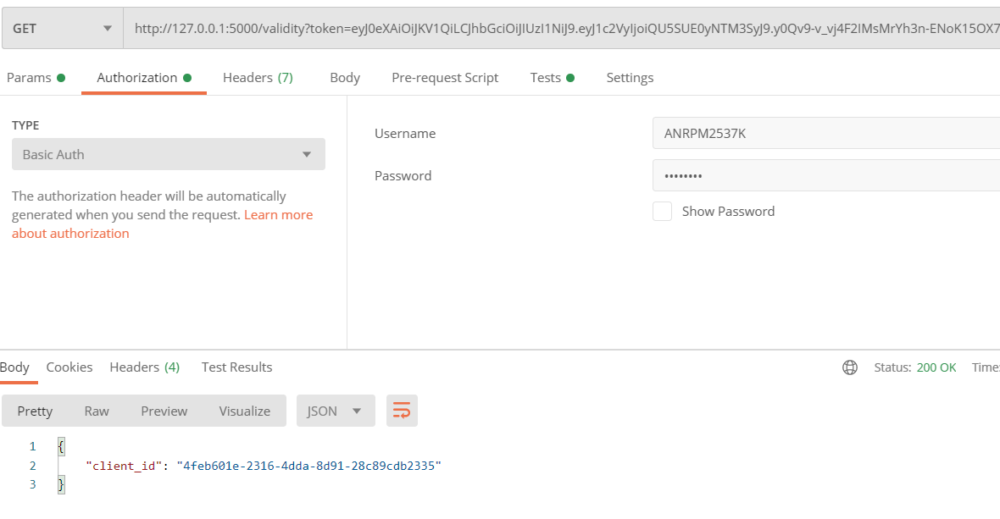 GET http://127.0.0.1:5000/validity?token=eyJ0eXAiOiJKV1QiLCJhbGciOiJIUzI1NiJ9.eyJ1c2VyIjoiQU5SUE0yNTM3SyJ9.y0Qv9-v_vj4F2IMsMrYh3n-ENoK15OX7
Params Authorization Headers (7) Body Pre-request Script Tests Settings
TYPE
Basic Auth
The authorization header will be automatically
generated when you send the request. Learn more
about authorization
Username ANRPM2537K
Password ••••••••
Show Password
Body Cookies Headers (4) Test Results Status: 200 OK Time:
Pretty Raw Preview Visualize JSON
1 {
2 "client_id": "4feb601e-2316-4dda-8d91-28c89cdb2335"
3 }